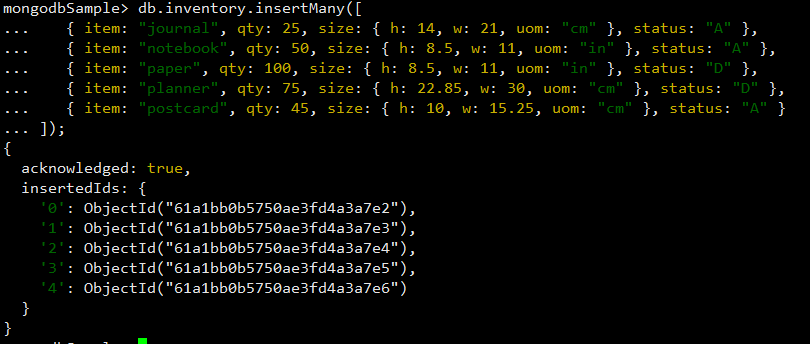 mongodbSample> db.inventory.insertMany([
...    { item: "journal", qty: 25, size: { h: 14, w: 21, uom: "cm" }, status: "A" },
...    { item: "notebook", qty: 50, size: { h: 8.5, w: 11, uom: "in" }, status: "A" },
...    { item: "paper", qty: 100, size: { h: 8.5, w: 11, uom: "in" }, status: "D" },
...    { item: "planner", qty: 75, size: { h: 22.85, w: 30, uom: "cm" }, status: "D" },
...    { item: "postcard", qty: 45, size: { h: 10, w: 15.25, uom: "cm" }, status: "A" }
... ]);
{
  acknowledged: true,
  insertedIds: {
    '0': ObjectId("61a1bb0b5750ae3fd4a3a7e2"),
    '1': ObjectId("61a1bb0b5750ae3fd4a3a7e3"),
    '2': ObjectId("61a1bb0b5750ae3fd4a3a7e4"),
    '3': ObjectId("61a1bb0b5750ae3fd4a3a7e5"),
    '4': ObjectId("61a1bb0b5750ae3fd4a3a7e6")
  }
}